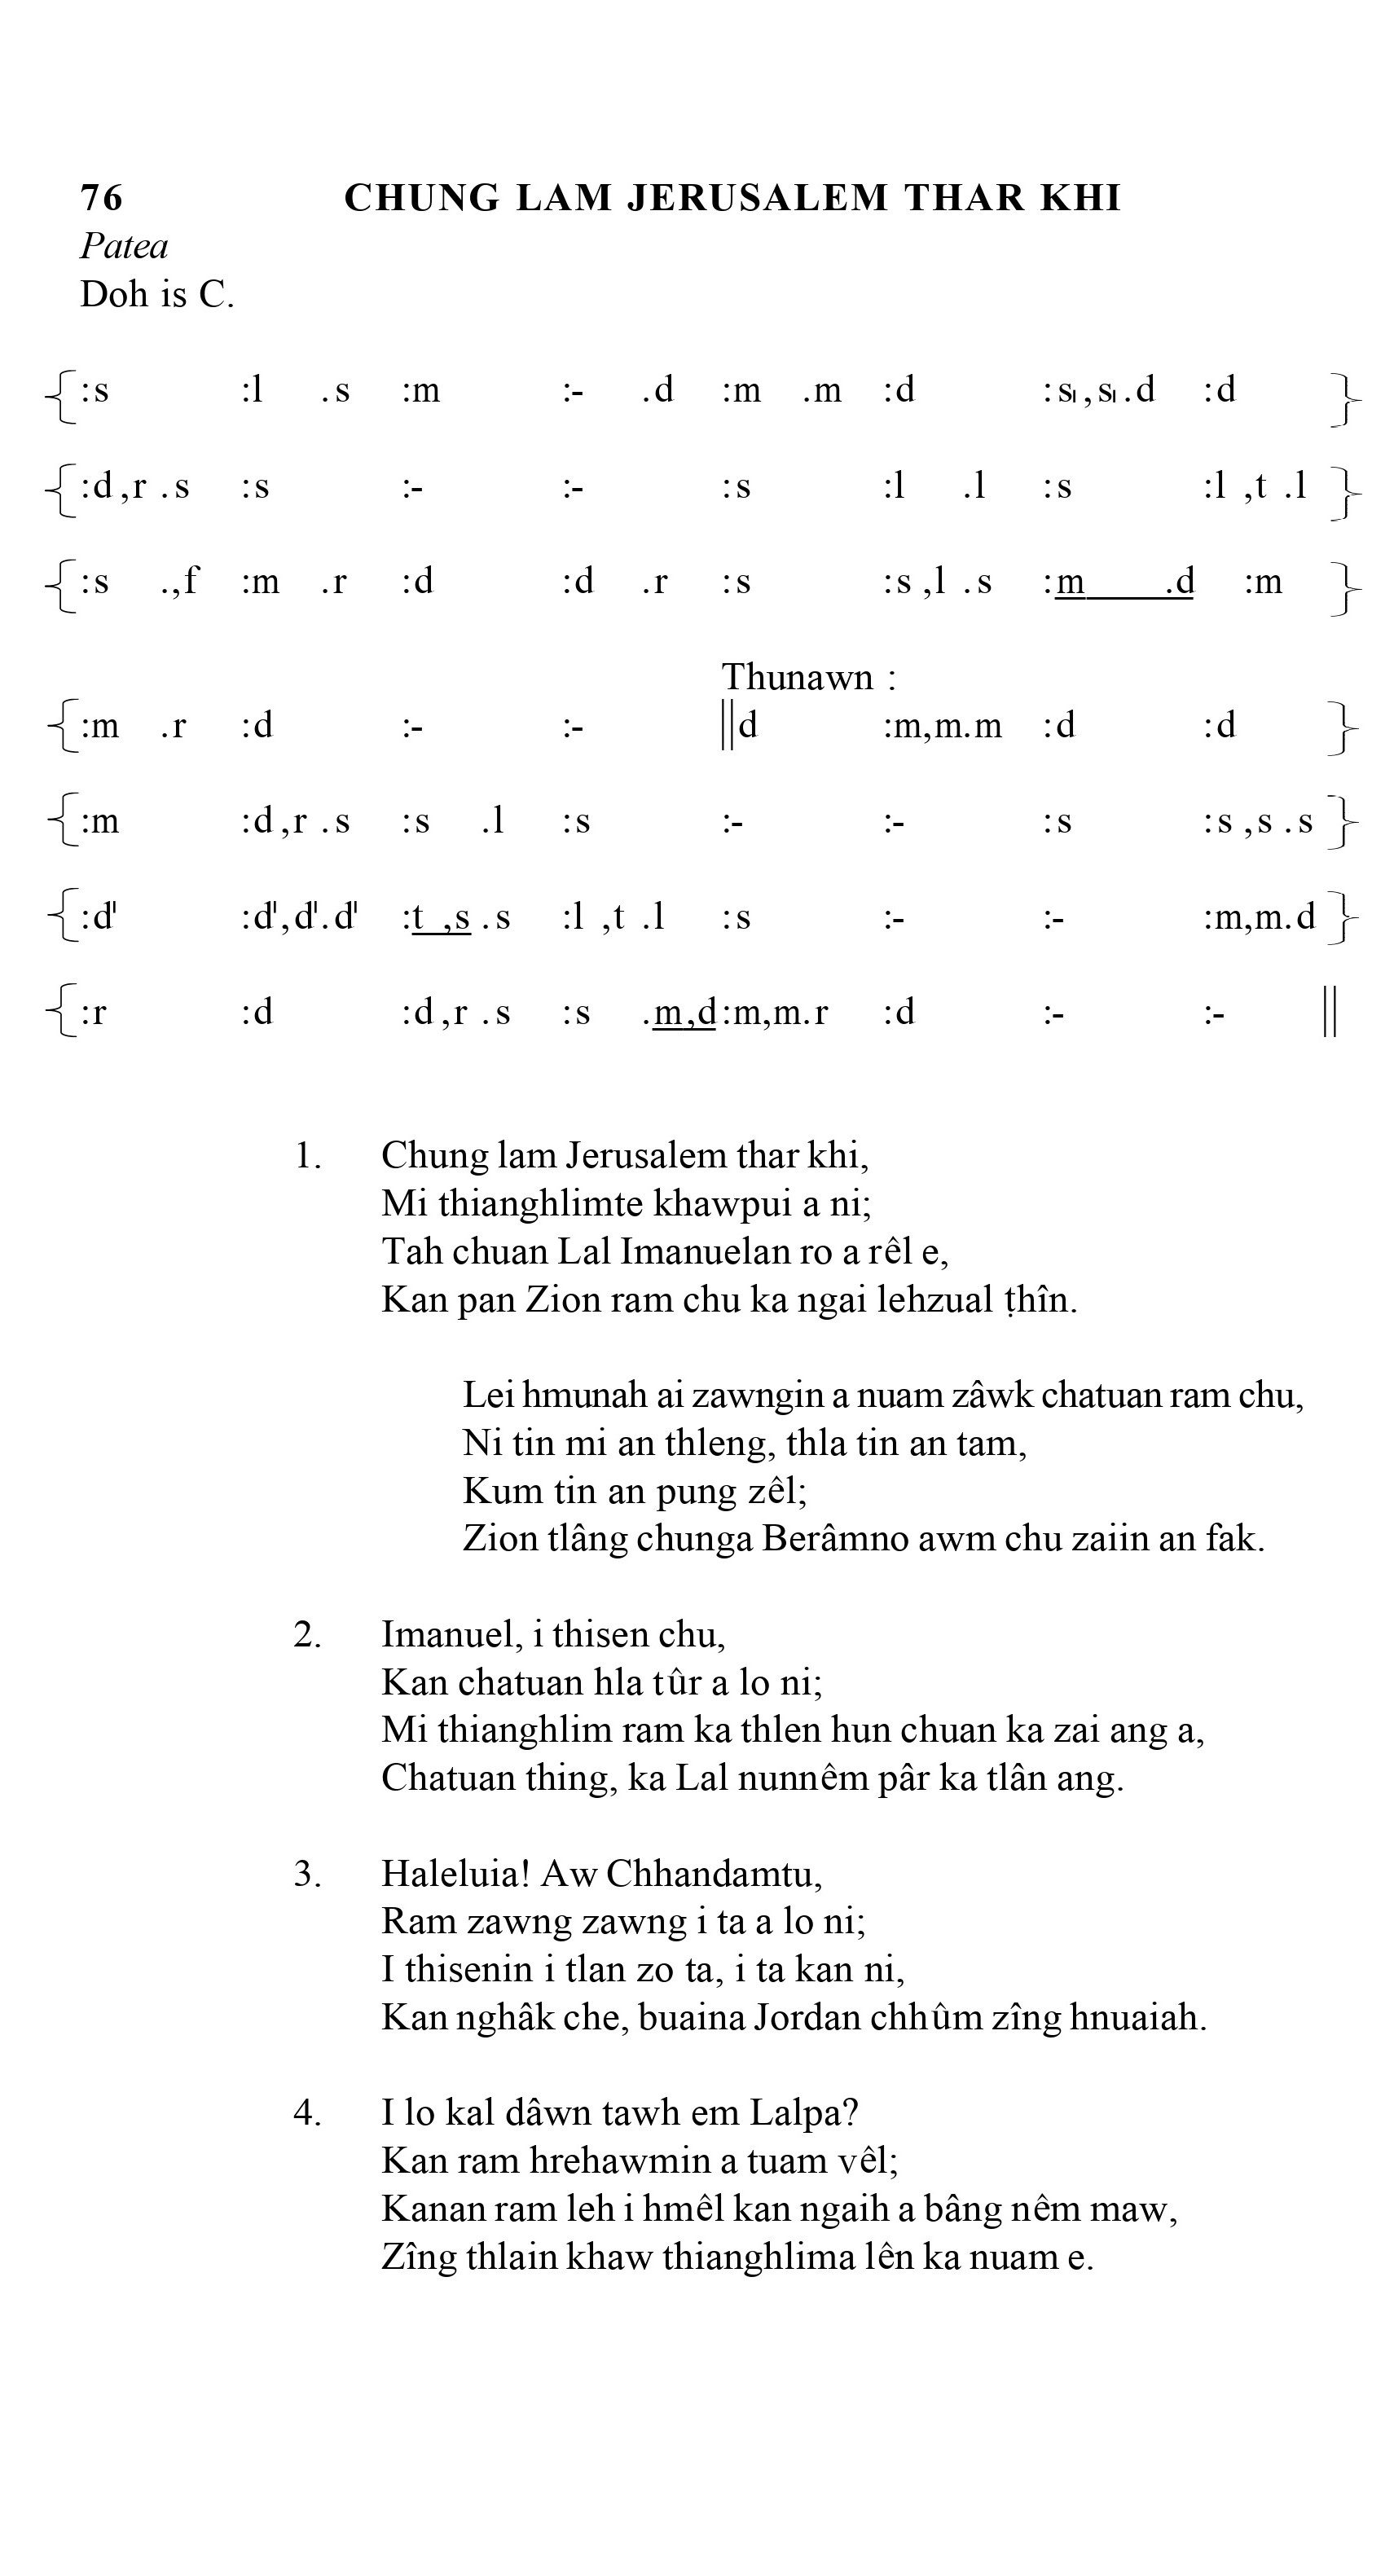 76 CHUNG LAM JERUSALEM THAR KHI
Patea
Doh is C.
{:s :l .s :m :- .d :m .m :d :s₁,s₁.d :d }
{:d,r .s :s :- :- :s :l .l :s :l ,t .l }
{:s .,f :m .r :d :d .r :s :s ,l .s :m .d :m }
Thunawn :
{:m .r :d :- :- ||d :m,m.m :d :d }
{:m :d,r .s :s .l :s :- :- :s :s ,s .s }
{:d' :d',d'.d' :t ,s .s :l ,t .l :s :- :- :m,m.d }
{:r :d :d,r .s :s .m,d :m,m.r :d :- :- ||
1. Chung lam Jerusalem thar khi,
Mi thianghlimte khawpui a ni;
Tah chuan Lal Imanuelan ro a rêl e,
Kan pan Zion ram chu ka ngai lehzual ṭhîn.
Lei hmunah ai zawngin a nuam zâwk chatuan ram chu,
Ni tin mi an thleng, thla tin an tam,
Kum tin an pung zêl;
Zion tlâng chunga Berâmno awm chu zaiin an fak.
2. Imanuel, i thisen chu,
Kan chatuan hla tûr a lo ni;
Mi thianghlim ram ka thlen hun chuan ka zai ang a,
Chatuan thing, ka Lal nunnêm pâr ka tlân ang.
3. Haleluia! Aw Chhandamtu,
Ram zawng zawng i ta a lo ni;
I thisenin i tlan zo ta, i ta kan ni,
Kan nghâk che, buaina Jordan chhûm zîng hnuaiah.
4. I lo kal dâwn tawh em Lalpa?
Kan ram hrehawmin a tuam vêl;
Kanan ram leh i hmêl kan ngaih a bâng nêm maw,
Zîng thlain khaw thianghlima lên ka nuam e.